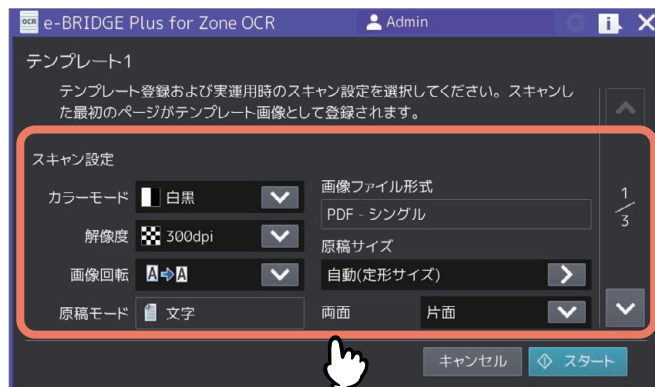 OCR e-BRIDGE Plus for Zone OCR Admin
テンプレート1
テンプレート登録および実運用時のスキャン設定を選択してください。スキャンし
た最初のページがテンプレート画像として登録されます。
スキャン設定
カラーモード 白黒
解像度 300dpi
画像回転 A A
原稿モード 文字
画像ファイル形式
PDF - シングル
原稿サイズ
自動(定形サイズ)
両面 片面
1/3
キャンセル スタート